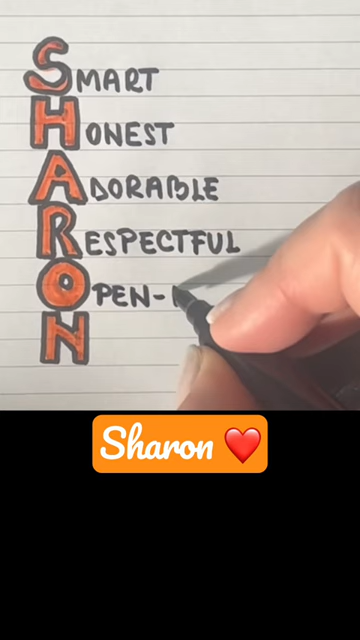 SMART
HONEST
ADORABLE
RESPECTFUL
OPEN-
N
Sharon ❤️